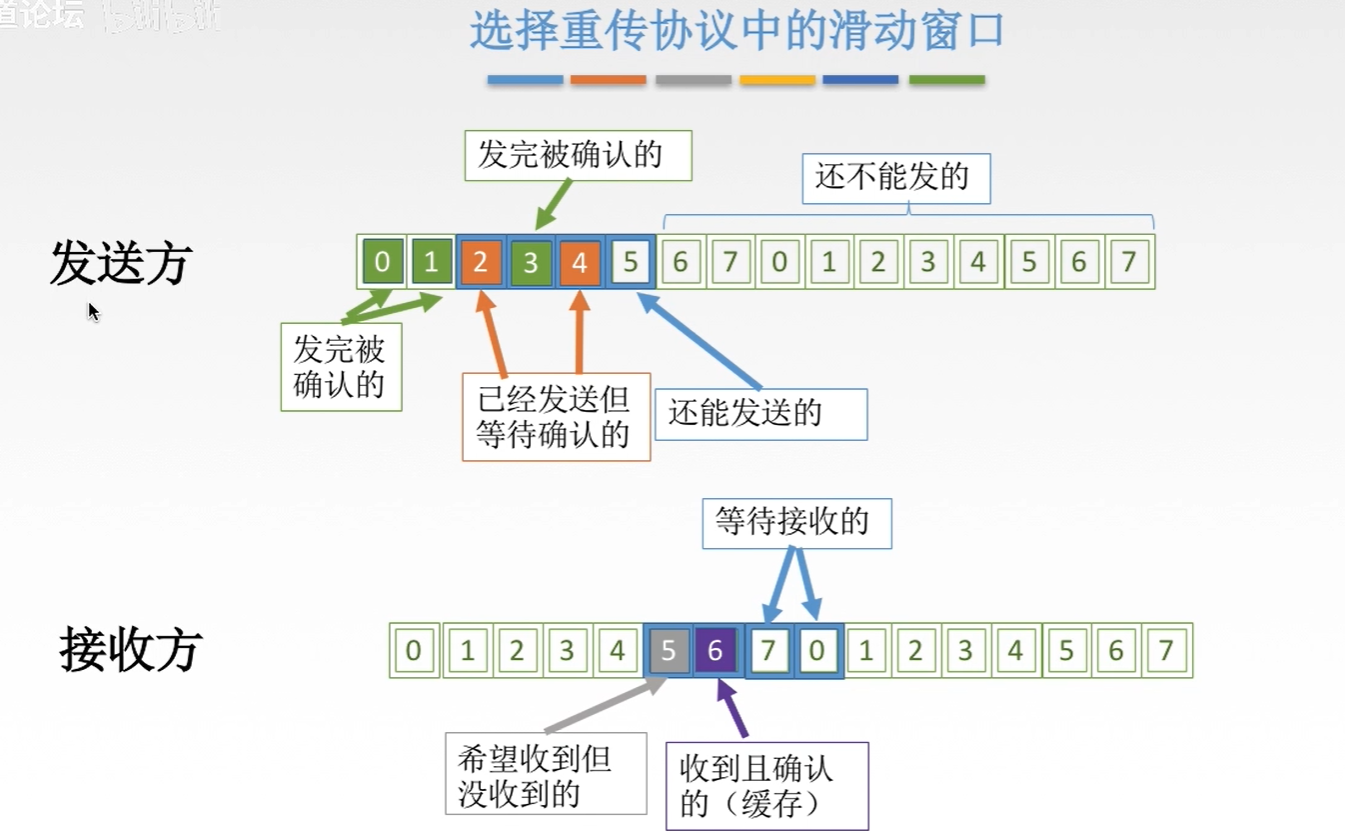 道论坛
bilibili
选择重传协议中的滑动窗口
发完被确认的
还不能发的
发送方
0 1 2 3 4 5 6 7 0 1 2 3 4 5 6 7
发完被
确认的
已经发送但
等待确认的
还能发送的
等待接收的
接收方
0 1 2 3 4 5 6 7 0 1 2 3 4 5 6 7
希望收到但
没收到的
收到且确认
的（缓存）